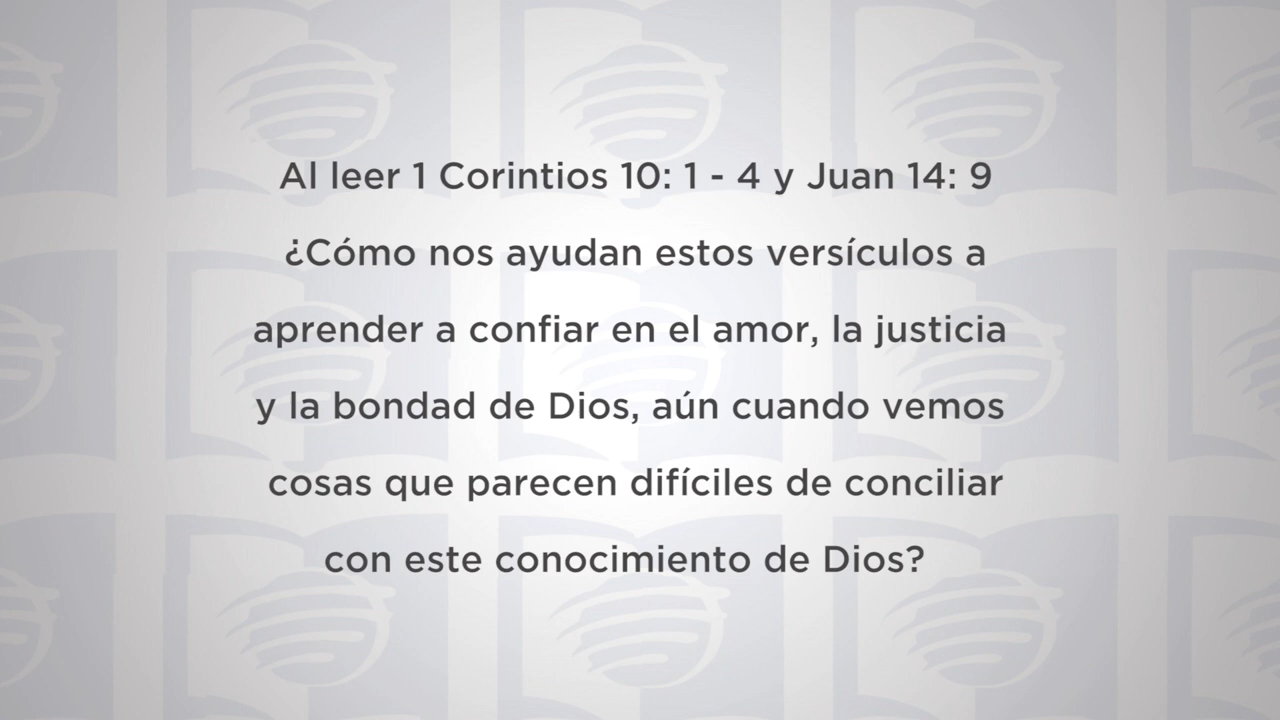 Al leer 1 Corintios 10: 1 - 4 y Juan 14: 9
¿Cómo nos ayudan estos versículos a
aprender a confiar en el amor, la justicia
y la bondad de Dios, aún cuando vemos
cosas que parecen difíciles de conciliar
con este conocimiento de Dios?